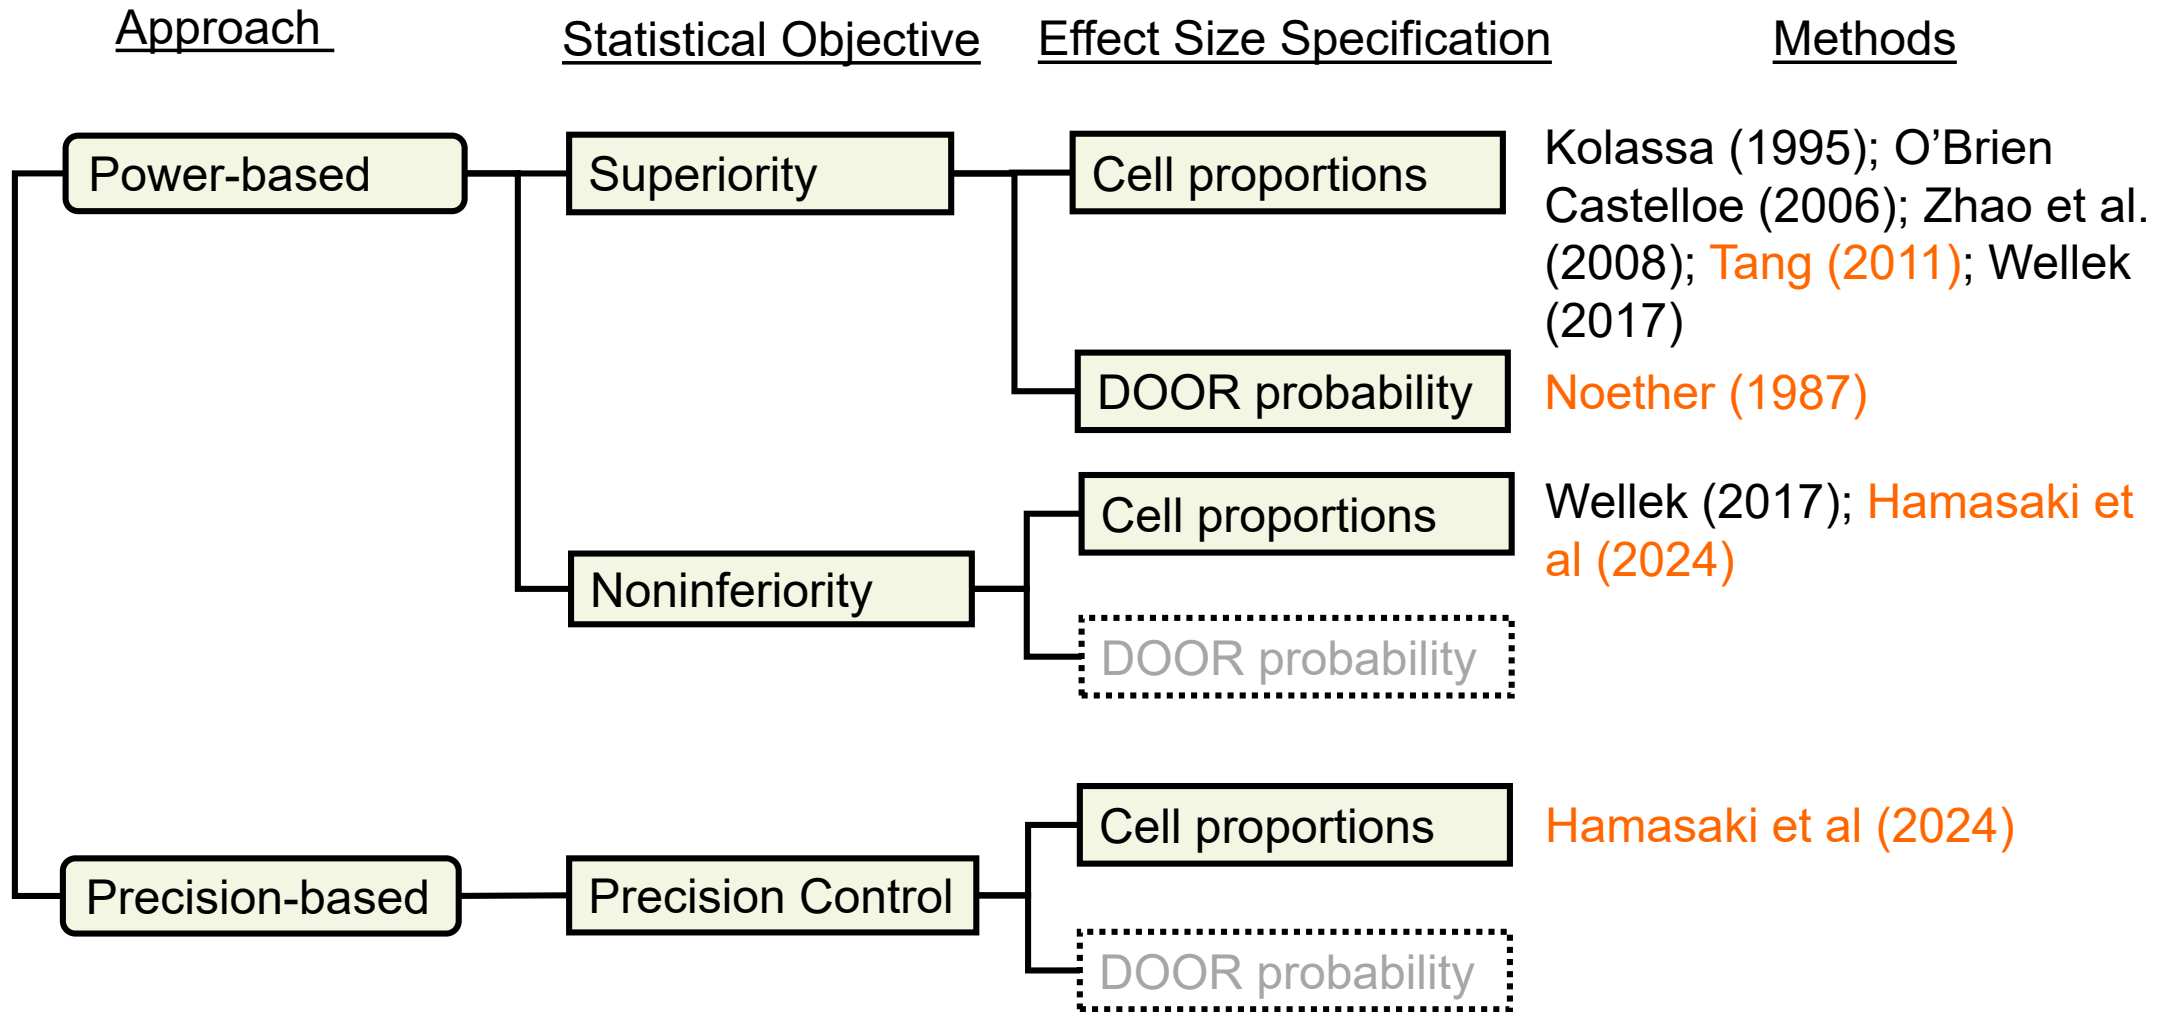 Approach
Statistical Objective
Effect Size Specification
Methods
Power-based
Superiority
Cell proportions
Kolassa (1995); O’Brien
Castelloe (2006); Zhao et al.
(2008); Tang (2011); Wellek
(2017)
DOOR probability
Noether (1987)
Noninferiority
Cell proportions
Wellek (2017); Hamasaki et
al (2024)
DOOR probability
Precision-based
Precision Control
Cell proportions
Hamasaki et al (2024)
DOOR probability